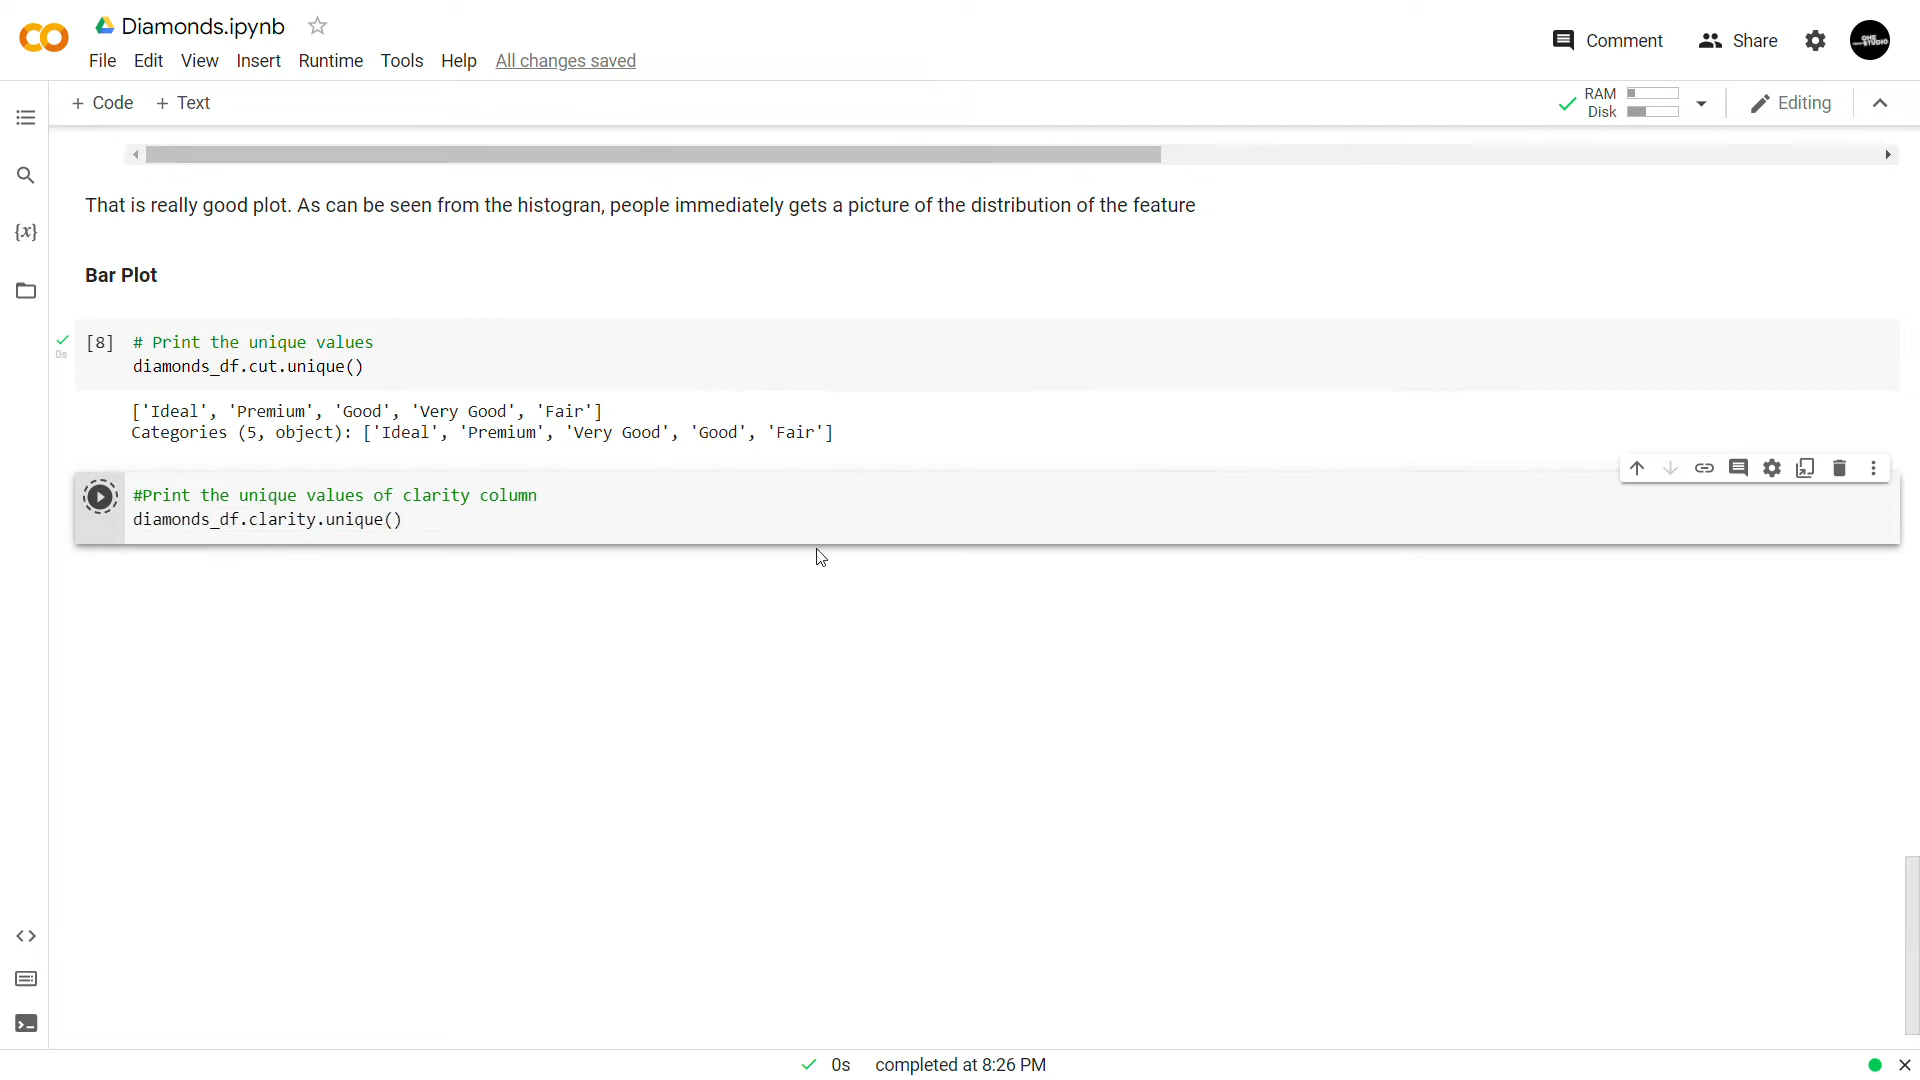 Diamonds.ipynb
File Edit View Insert Runtime Tools Help All changes saved
Comment Share
+ Code + Text
RAM
Disk
Editing
That is really good plot. As can be seen from the histogran, people immediately gets a picture of the distribution of the feature
Bar Plot
[8] # Print the unique values
0s
diamonds_df.cut.unique()
['Ideal', 'Premium', 'Good', 'Very Good', 'Fair']
Categories (5, object): ['Ideal', 'Premium', 'Very Good', 'Good', 'Fair']
#Print the unique values of clarity column
diamonds_df.clarity.unique()
0s completed at 8:26 PM